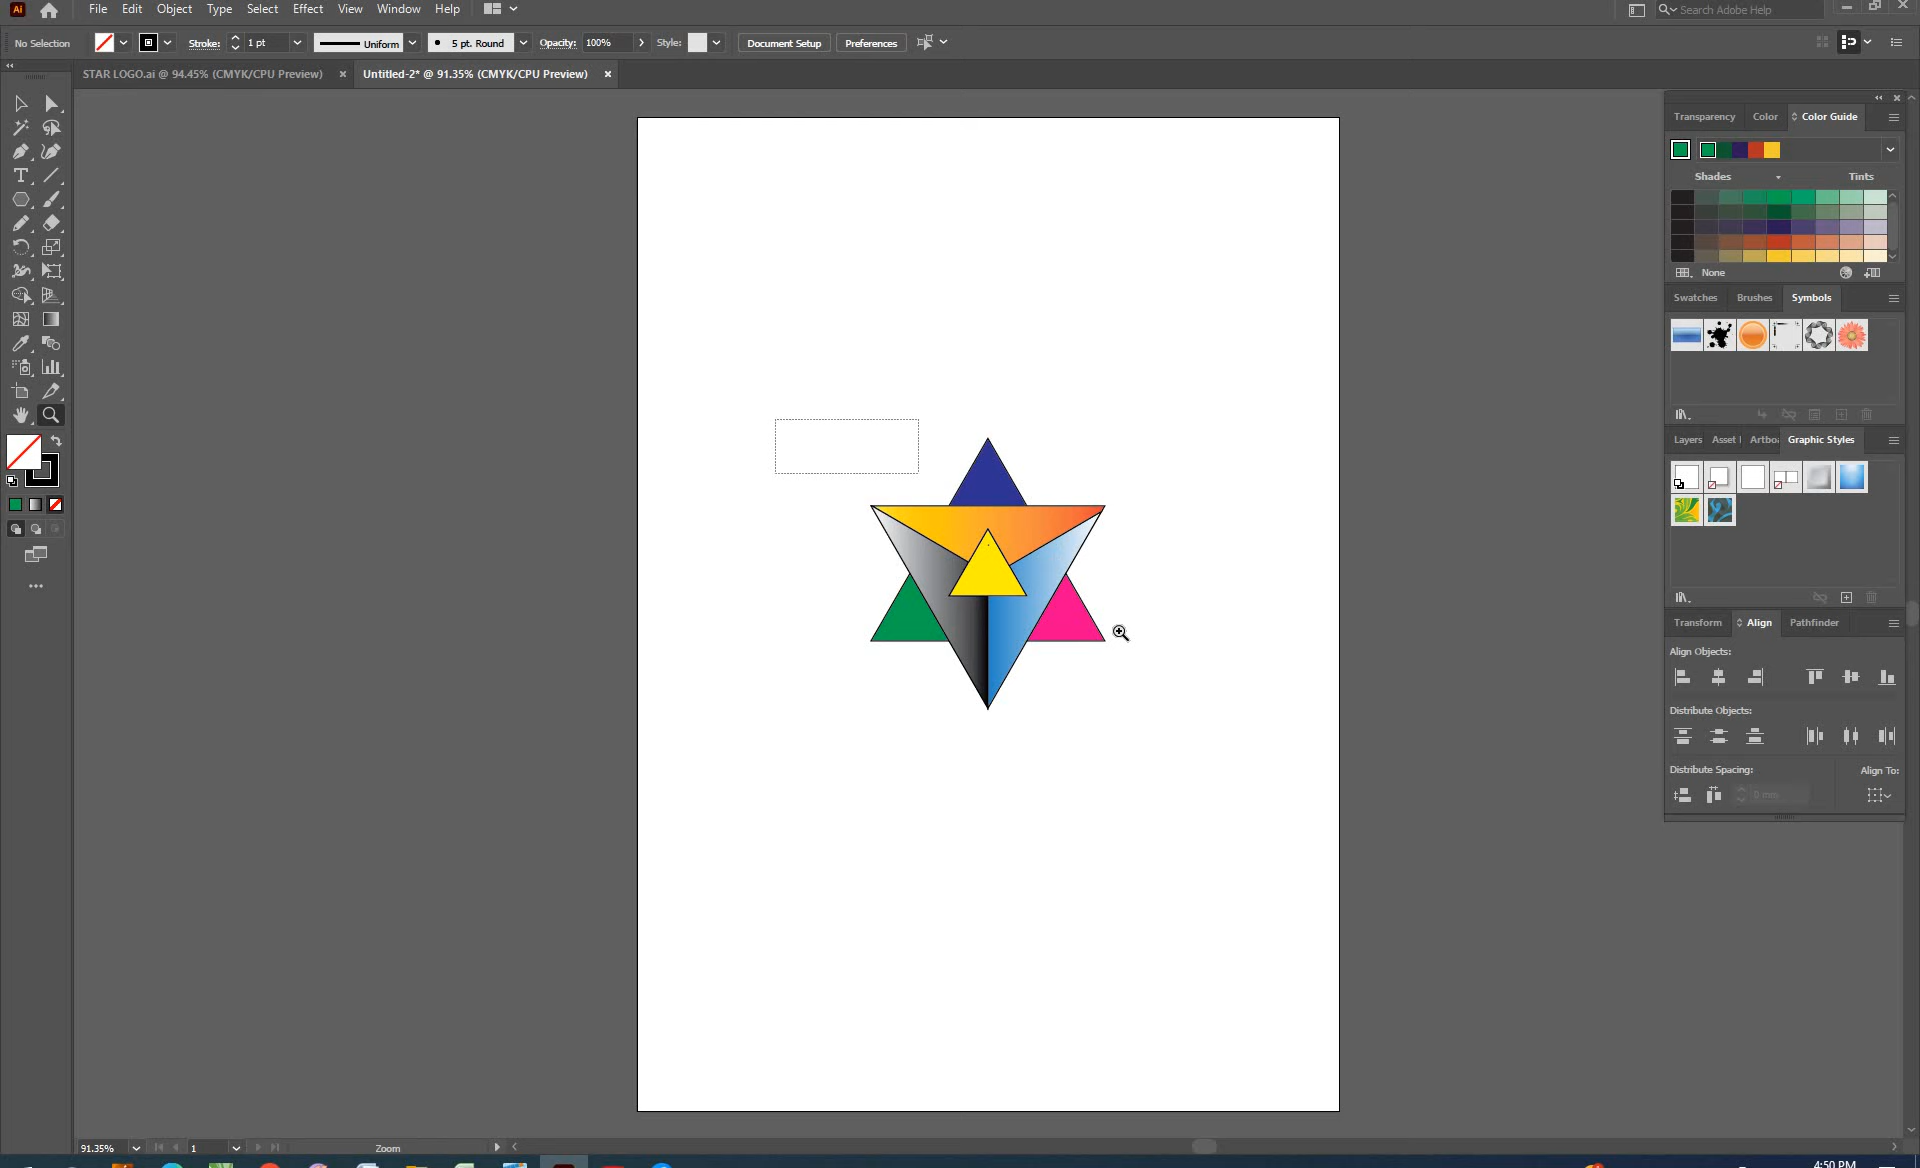 Ai File Edit Object Type Select Effect View Window Help Search Adobe Help
No Selection Stroke: 1 pt Uniform 5 pt. Round Opacity: 100% Style: Document Setup Preferences
STAR LOGO.ai @ 94.45% (CMYK/CPU Preview) × Untitled-2* @ 91.35% (CMYK/CPU Preview) ×
Transparency Color Color Guide
Shades Tints
None
Swatches Brushes Symbols
Layers Asset Artbo Graphic Styles
Transform Align Pathfinder
Align Objects:
Distribute Objects:
Distribute Spacing: Align To:
0 mm
91.35% 1 Zoom
4:50 PM